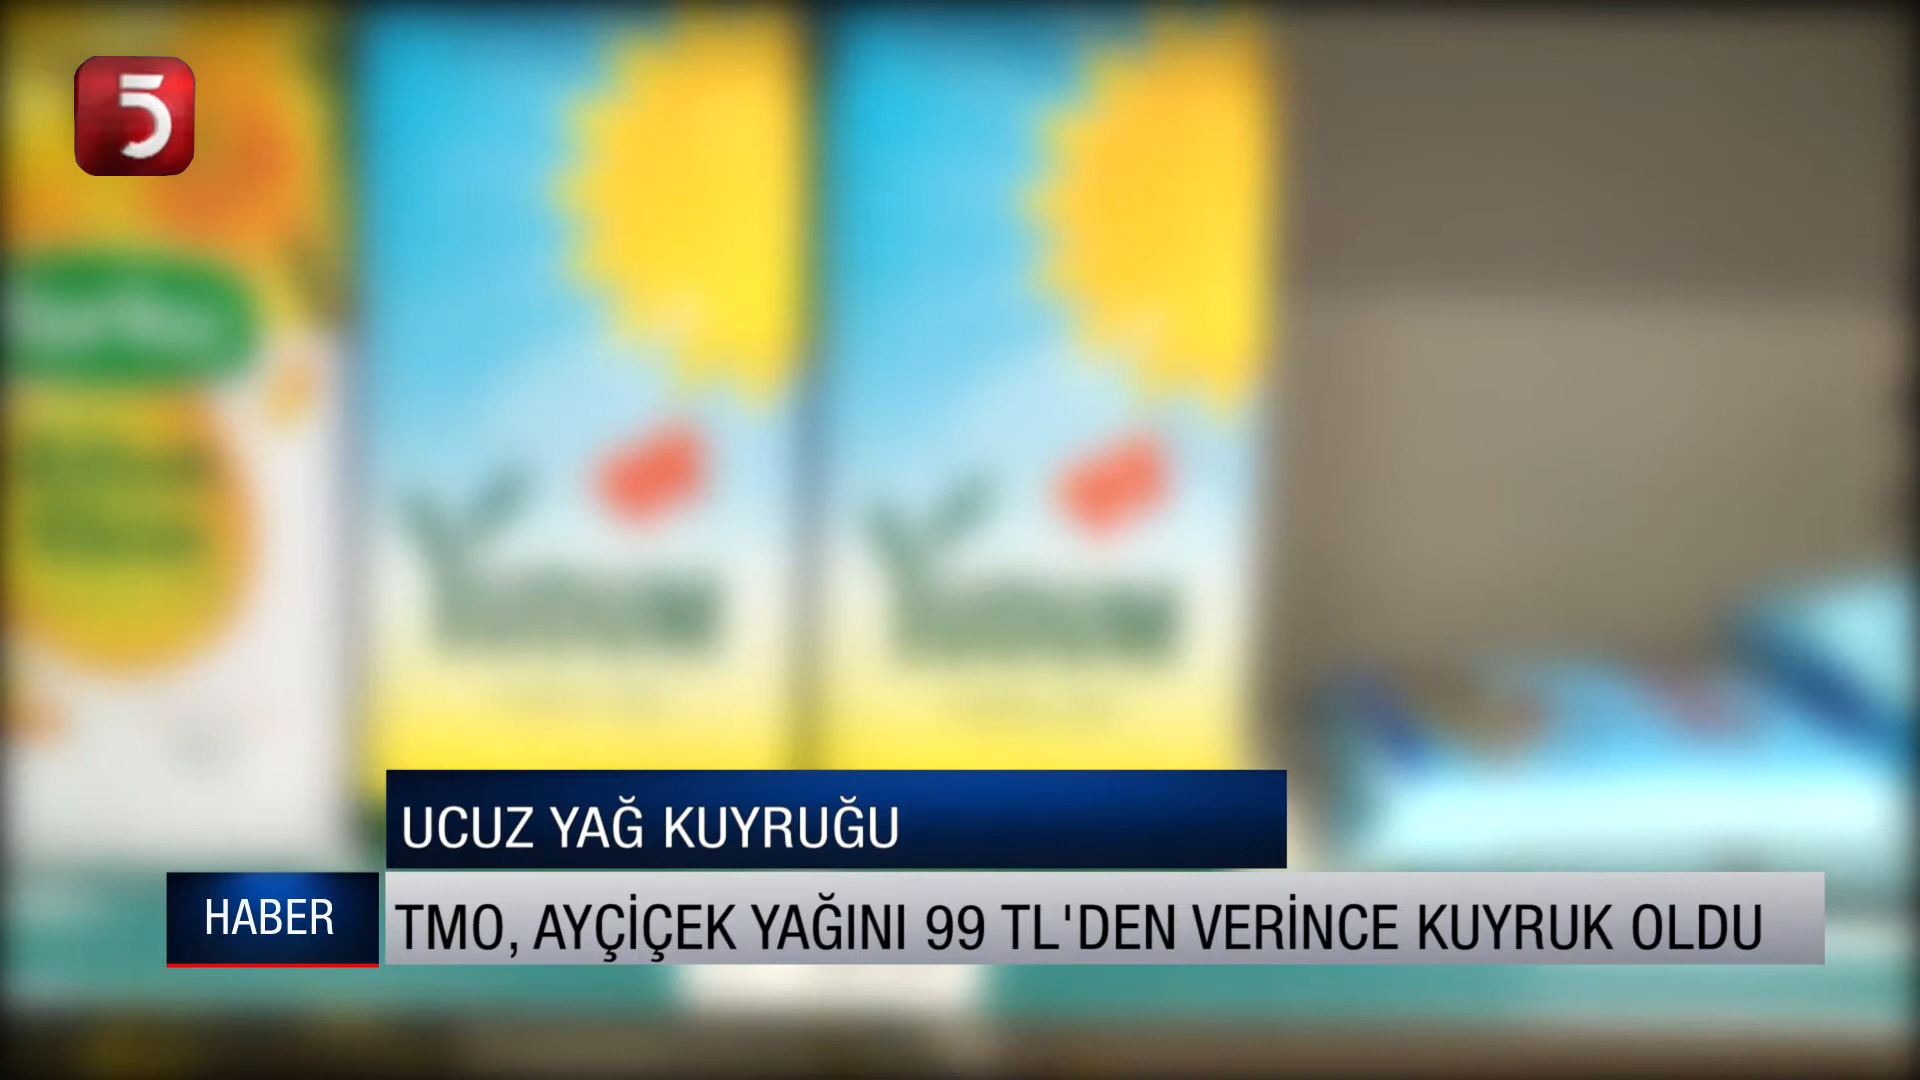 5
UCUZ YAĞ KUYRUĞU
HABER
TMO, AYÇİÇEK YAĞINI 99 TL'DEN VERİNCE KUYRUK OLDU